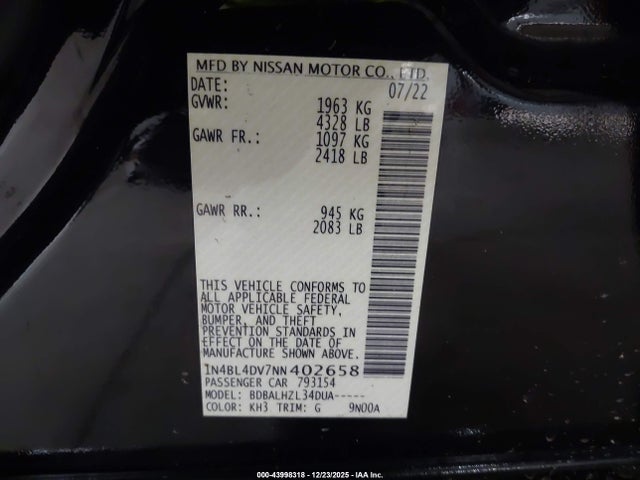 MFD BY NISSAN MOTOR CO., LTD.
DATE: 07/22
GVWR: 1963 KG
4328 LB
GAWR FR.: 1097 KG
2418 LB
GAWR RR.: 945 KG
2083 LB
THIS VEHICLE CONFORMS TO
ALL APPLICABLE FEDERAL
MOTOR VEHICLE SAFETY,
BUMPER, AND THEFT
PREVENTION STANDARDS IN
EFFECT ON THE DATE OF
MANUFACTURE SHOWN ABOVE.
1N4BL4DV7NN402658
PASSENGER CAR 793154
MODEL: BDBALHZL34DUA-----
COLOR: KH3 TRIM: G 9N00A
000-43998318 - 12/23/2025 - IAA Inc.